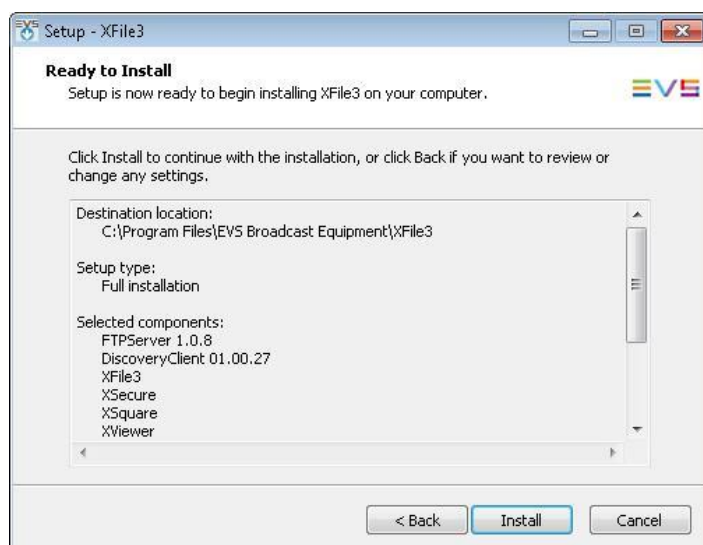 EVS
Setup - XFile3
Ready to Install
Setup is now ready to begin installing XFile3 on your computer.
EVS
Click Install to continue with the installation, or click Back if you want to review or
change any settings.
Destination location:
C:\Program Files\EVS Broadcast Equipment\XFile3
Setup type:
Full installation
Selected components:
FTPServer 1.0.8
DiscoveryClient 01.00.27
XFile3
XSecure
XSquare
XViewer
< Back
Install
Cancel